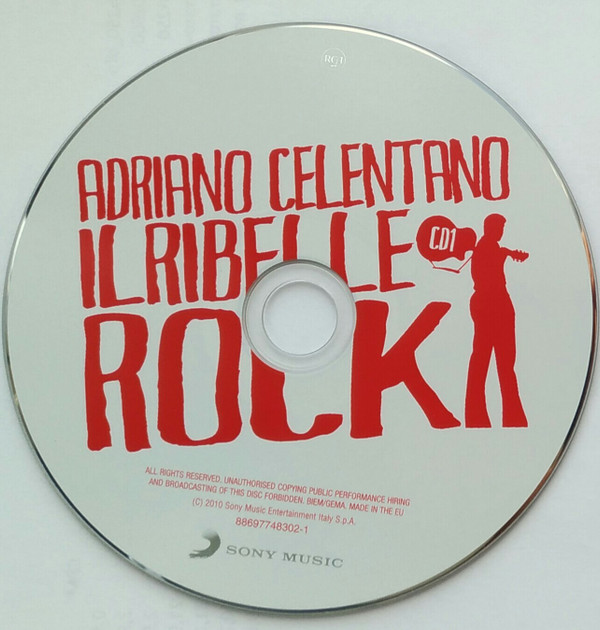 RCA
ADRIANO CELENTANO
IL RIBELLE
CD1
ROCK
ALL RIGHTS RESERVED. UNAUTHORISED COPYING PUBLIC PERFORMANCE HIRING
AND BROADCASTING OF THIS DISC FORBIDDEN. BIEM/GEMA. MADE IN THE EU
(C) 2010 Sony Music Entertainment Italy S.p.A.
88697748302-1
SONY MUSIC